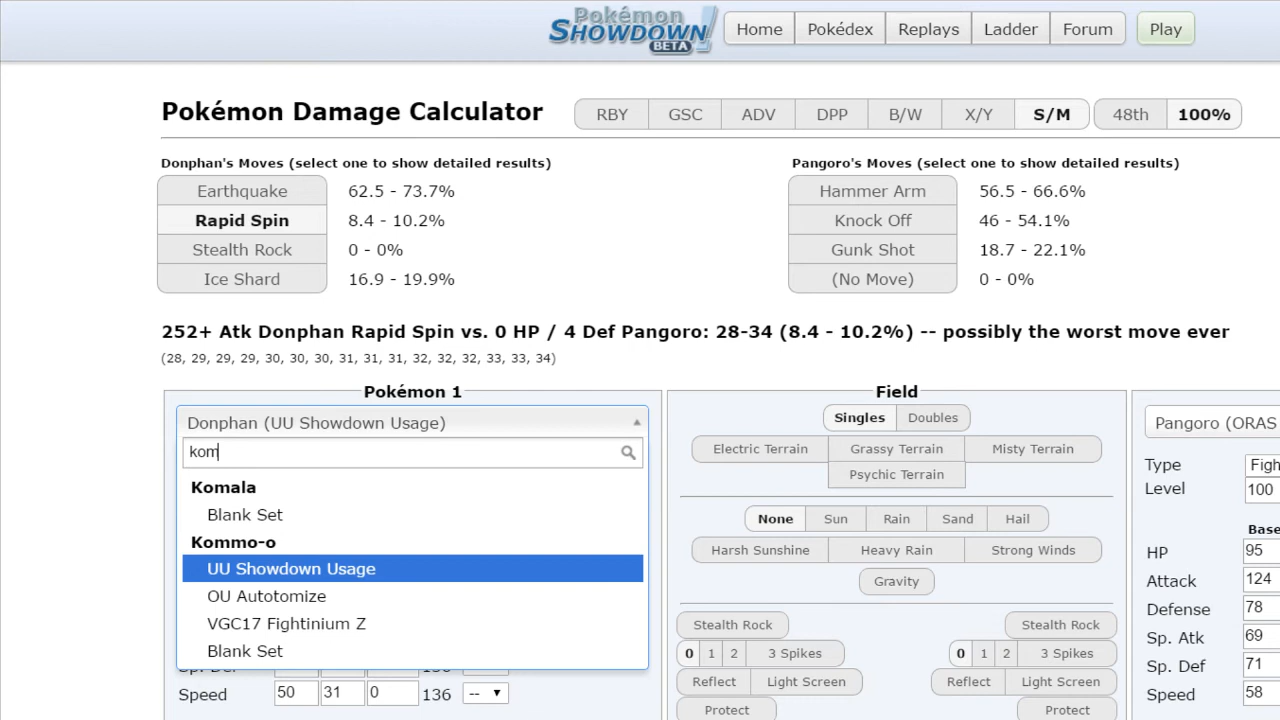 Pokémon
SHOWDOWN!
BETA
Home Pokédex Replays Ladder Forum Play
Pokémon Damage Calculator RBY GSC ADV DPP B/W X/Y S/M 48th 100%
Donphan's Moves (select one to show detailed results)
Earthquake 62.5 - 73.7%
Rapid Spin 8.4 - 10.2%
Stealth Rock 0 - 0%
Ice Shard 16.9 - 19.9%
Pangoro's Moves (select one to show detailed results)
Hammer Arm 56.5 - 66.6%
Knock Off 46 - 54.1%
Gunk Shot 18.7 - 22.1%
(No Move) 0 - 0%
252+ Atk Donphan Rapid Spin vs. 0 HP / 4 Def Pangoro: 28-34 (8.4 - 10.2%) -- possibly the worst move ever
(28, 29, 29, 29, 30, 30, 30, 31, 31, 31, 32, 32, 32, 33, 33, 34)
Pokémon 1
Donphan (UU Showdown Usage)
kom
Komala
Blank Set
Kommo-o
UU Showdown Usage
OU Autotomize
VGC17 Fightinium Z
Blank Set
Speed 50 31 0 136 --
Field
Singles Doubles
Electric Terrain Grassy Terrain Misty Terrain
Psychic Terrain
None Sun Rain Sand Hail
Harsh Sunshine Heavy Rain Strong Winds
Gravity
Stealth Rock Stealth Rock
0 1 2 3 Spikes 0 1 2 3 Spikes
Reflect Light Screen Reflect Light Screen
Protect Protect
Pangoro (ORAS
Type Figh
Level 100
Base
HP 95
Attack 124
Defense 78
Sp. Atk 69
Sp. Def 71
Speed 58